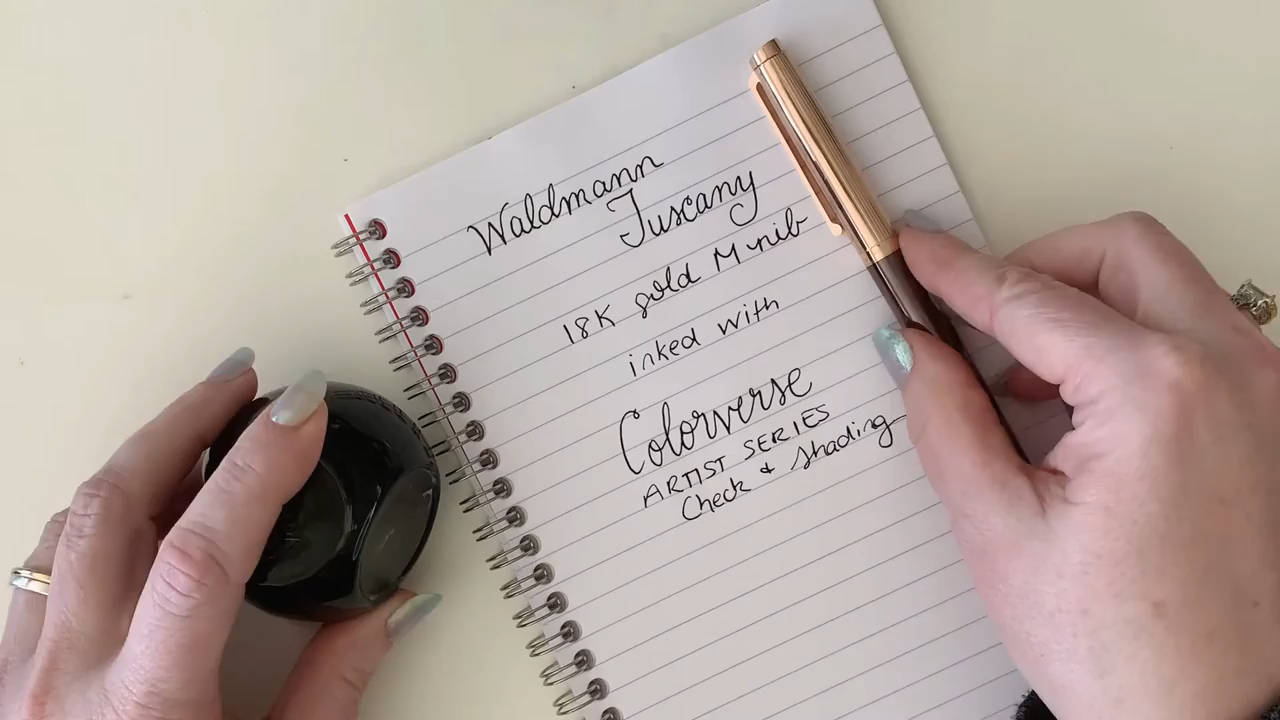 Waldmann
Tuscany
18K gold M nib
inked with
Colorverse
ARTIST SERIES
Check & Shading